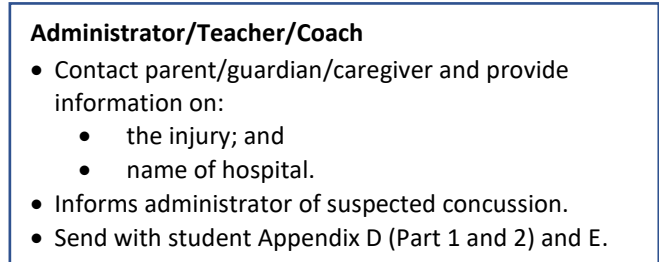 Administrator/Teacher/Coach
• Contact parent/guardian/caregiver and provide
information on:
• the injury; and
• name of hospital.
• Informs administrator of suspected concussion.
• Send with student Appendix D (Part 1 and 2) and E.